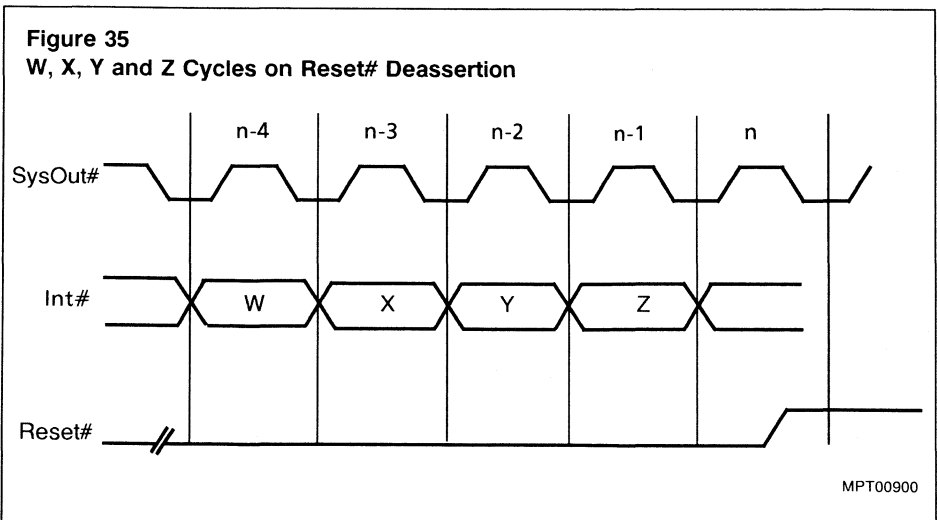 Figure 35
W, X, Y and Z Cycles on Reset# Deassertion
n-4 n-3 n-2 n-1 n
SysOut#
Int# W X Y Z
Reset#
MPT00900